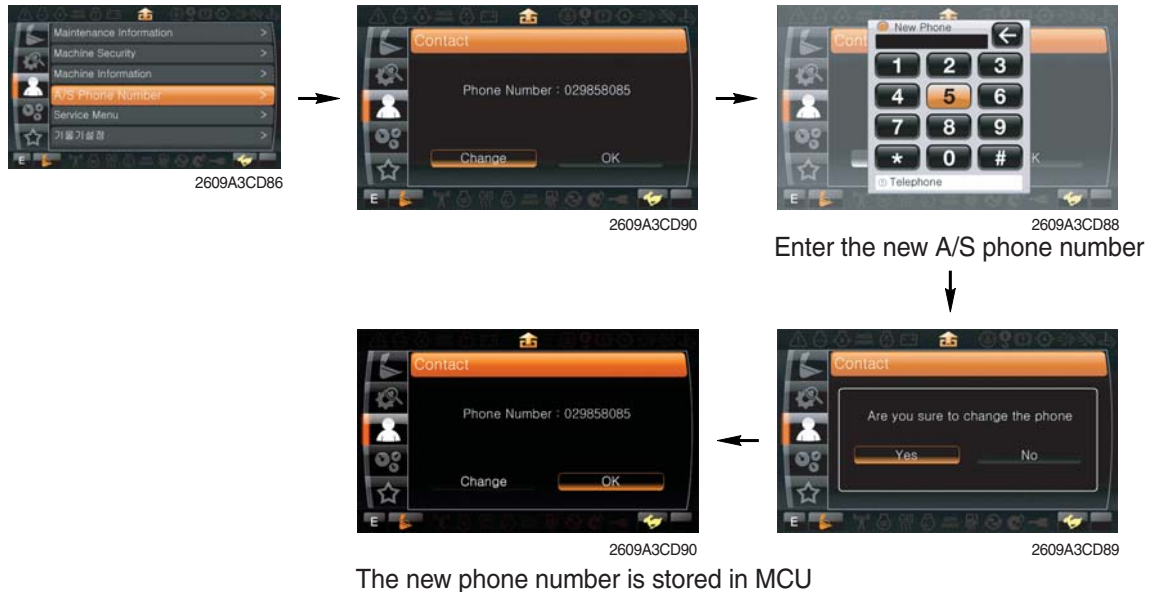 Maintenance Information >
Machine Security >
Machine Information >
A/S Phone Number >
Service Menu >
기울기설정 >
E
2609A3CD86
Contact
Phone Number : 029858085
Change OK
E
2609A3CD90
Cont
New Phone
1 2 3
4 5 6
7 8 9
* 0 #
K
Telephone
E
2609A3CD88
Enter the new A/S phone number
Contact
Phone Number : 029858085
Change OK
E
2609A3CD90
The new phone number is stored in MCU
Contact
Are you sure to change the phone
Yes No
E
2609A3CD89